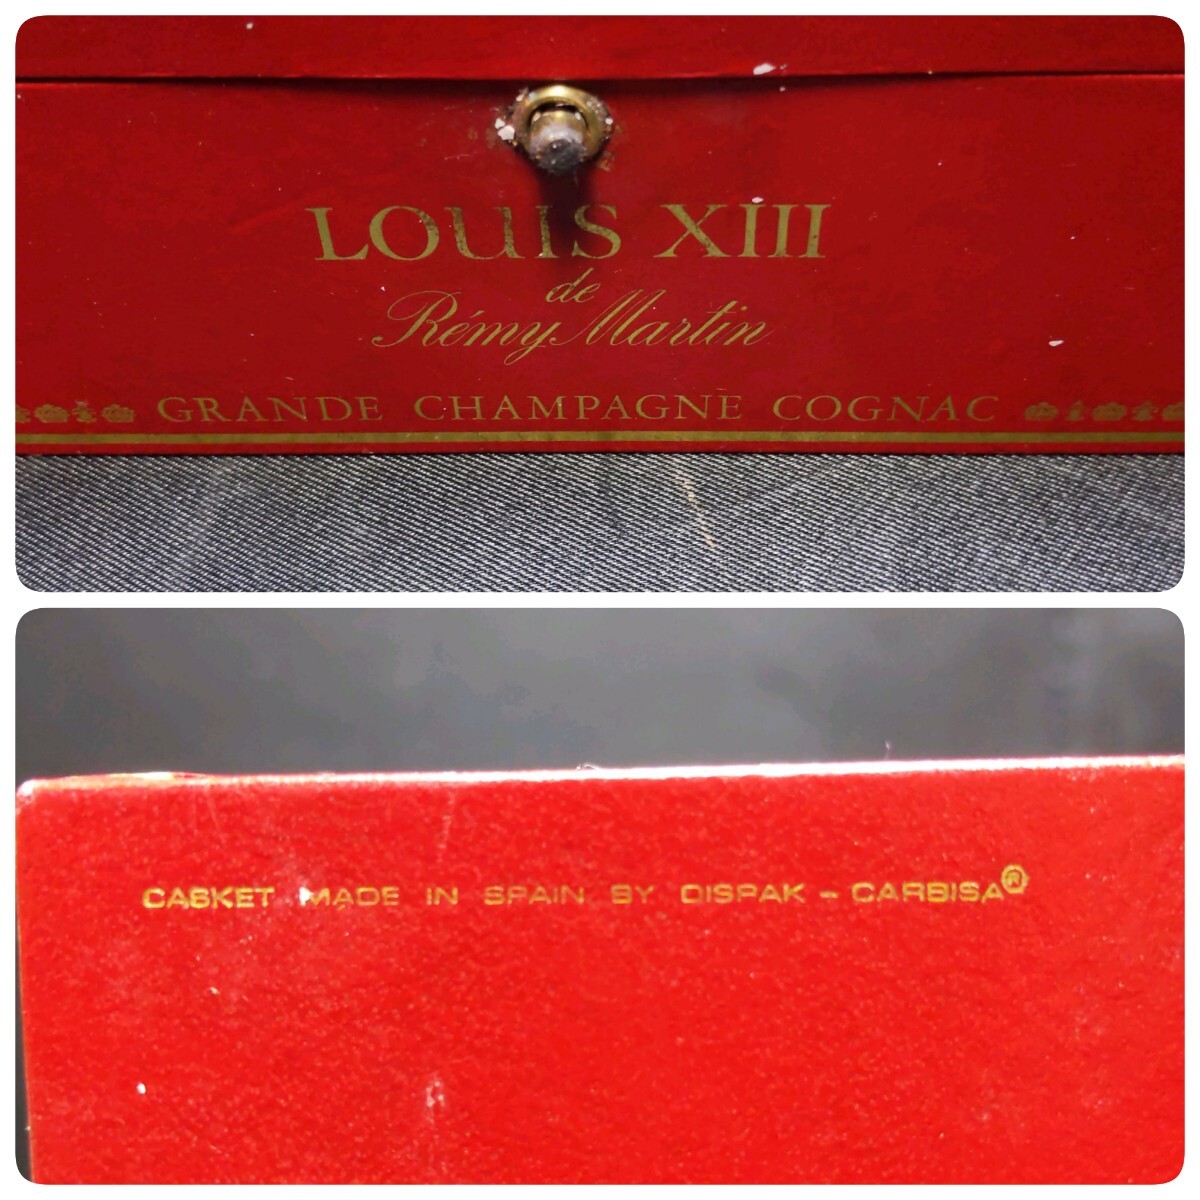 LOUIS XIII
de
Rémy Martin
GRANDE CHAMPAGNE COGNAC
CASKET MADE IN SPAIN BY DISPAK - CARBISA®